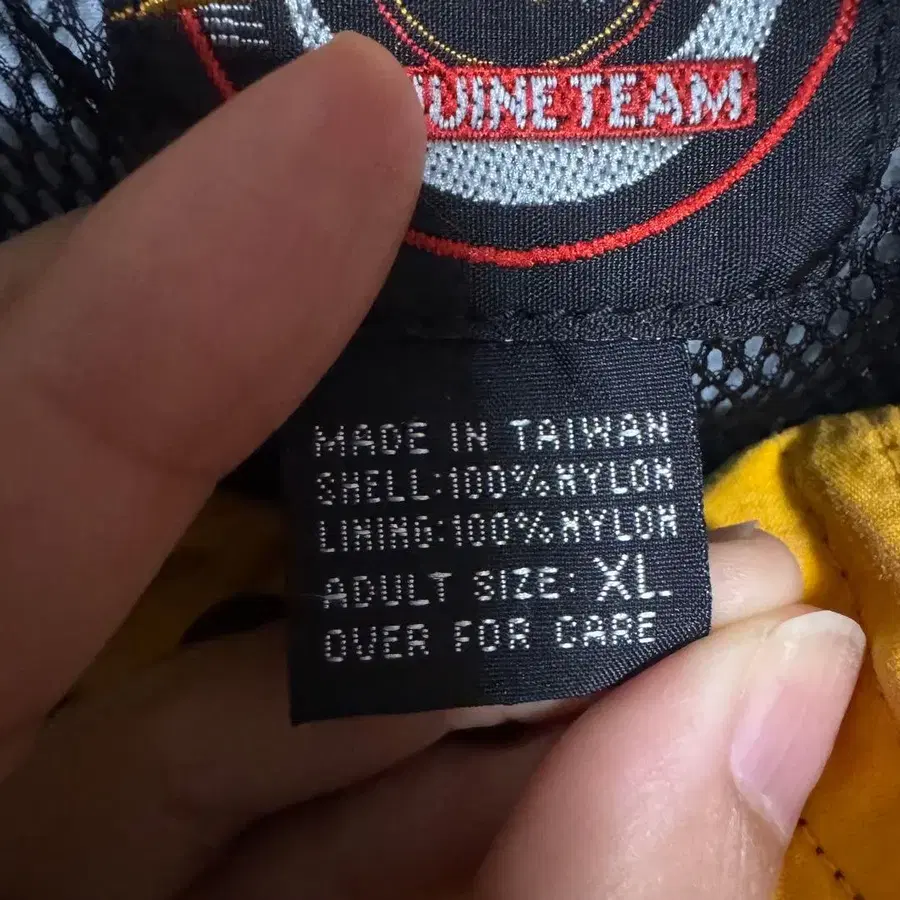 UINE TEAM
MADE IN TAIWAN
SHELL:100%NYLON
LINING:100%NYLON
ADULT SIZE: XL.
OVER FOR CARE